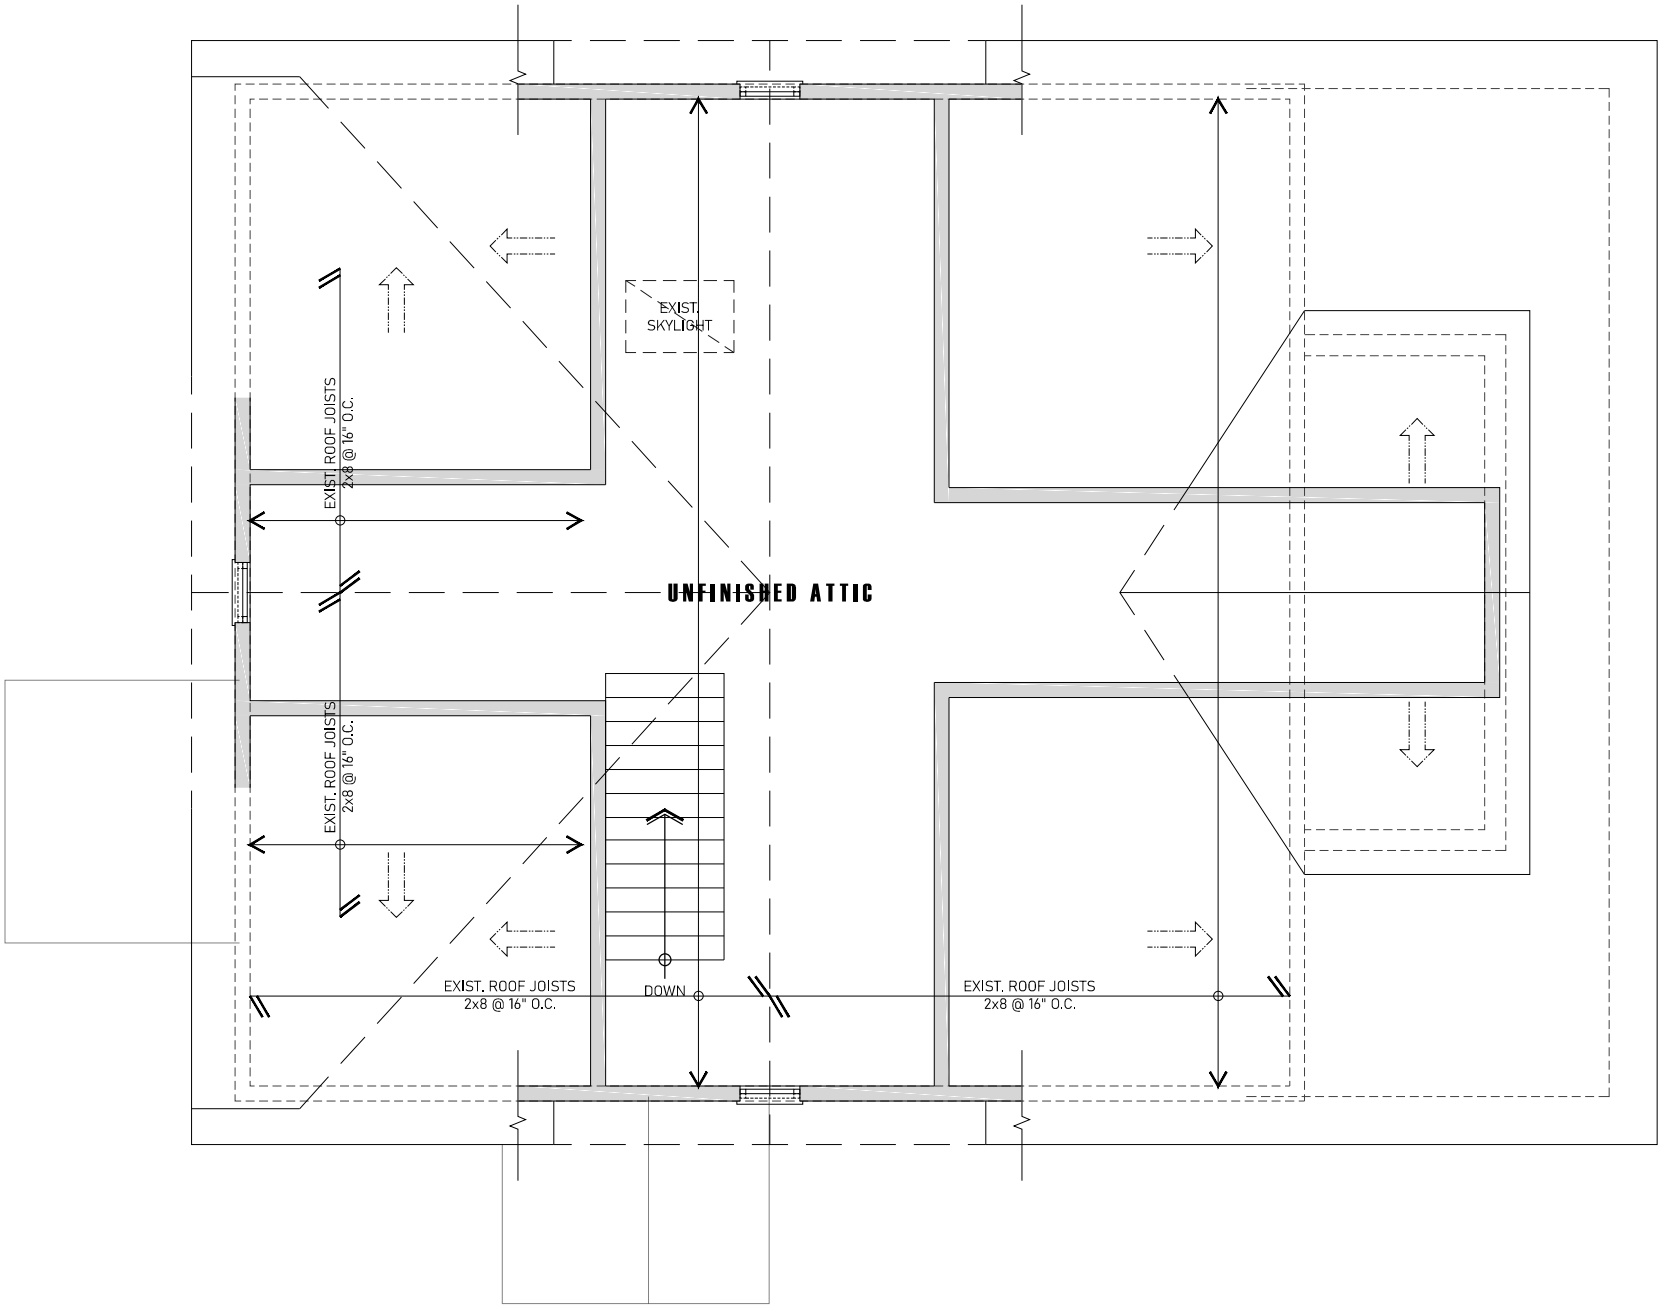 EXIST.
SKYLIGHT
EXIST. ROOF JOISTS
2x8 @ 16" O.C.
UNFINISHED ATTIC
EXIST. ROOF JOISTS
2x8 @ 16" O.C.
EXIST. ROOF JOISTS
2x8 @ 16" O.C.
DOWN
EXIST. ROOF JOISTS
2x8 @ 16" O.C.